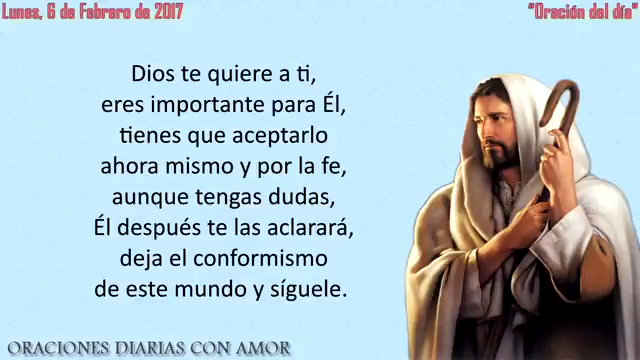 Lunes, 6 de Febrero de 2017
"Oración del día"
Dios te quiere a ti,
eres importante para Él,
tienes que aceptarlo
ahora mismo y por la fe,
aunque tengas dudas,
Él después te las aclarará,
deja el conformismo
de este mundo y síguele.
ORACIONES DIARIAS CON AMOR